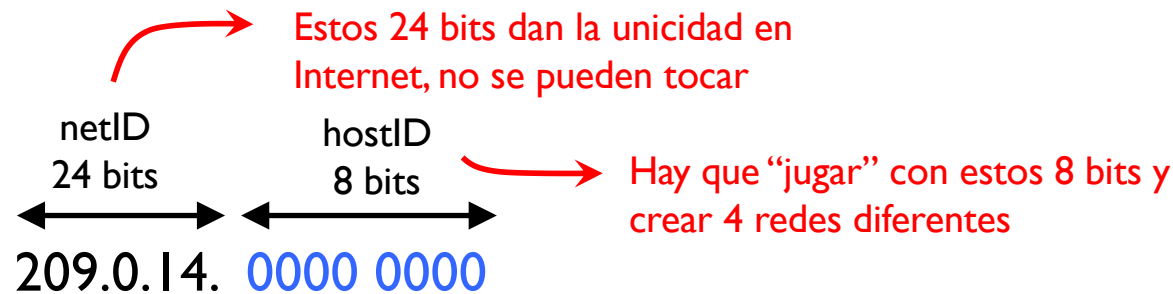 Estos 24 bits dan la unicidad en
Internet, no se pueden tocar
netID
24 bits
hostID
8 bits
Hay que “jugar” con estos 8 bits y
crear 4 redes diferentes
209.0.14. 0000 0000